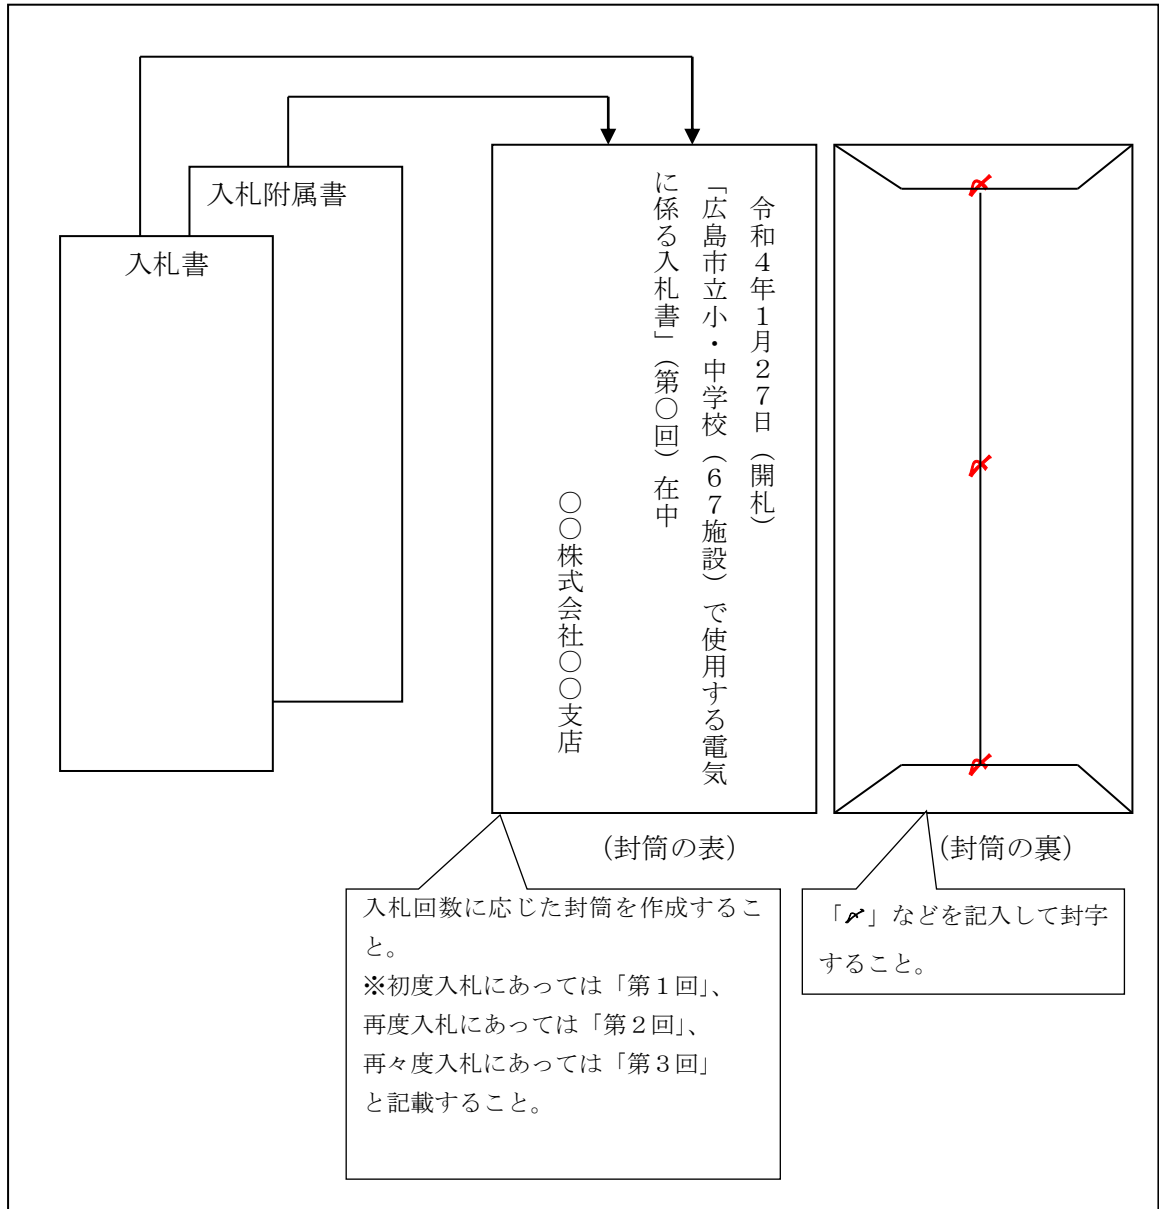 入札附属書
入札書
令和４年１月２７日（開札）
「広島市立小・中学校（６７施設）で使用する電気
に係る入札書」（第〇回）在中
〇〇株式会社〇〇支店
〆
〆
〆
（封筒の表）
（封筒の裏）
入札回数に応じた封筒を作成するこ
と。
※初度入札にあっては「第１回」、
再度入札にあっては「第２回」、
再々度入札にあっては「第３回」
と記載すること。
「〆」などを記入して封字
すること。